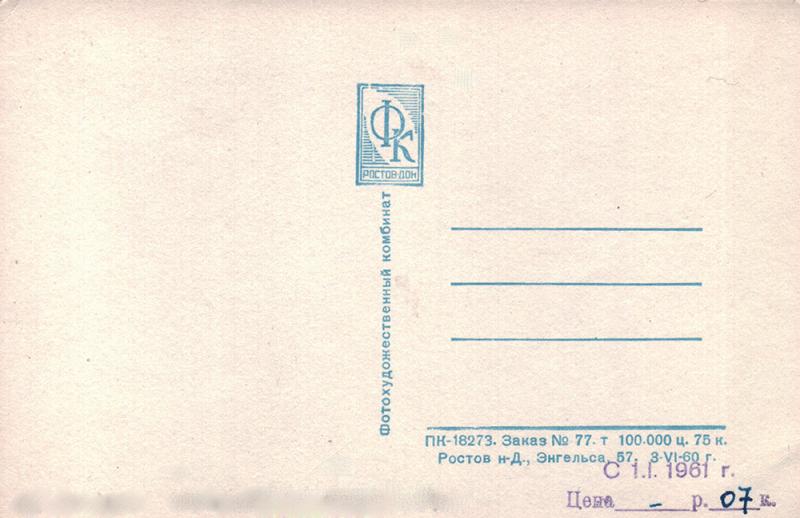 ФК
РОСТОВ-ДОН
Фотохудожественный комбинат
ПК-18273. Заказ № 77. т 100.000 ц. 75 к.
Ростов н-Д., Энгельса, 57. 3-VI-60 г.
С 1.I. 1961 г.
Цена - р. 07 к.